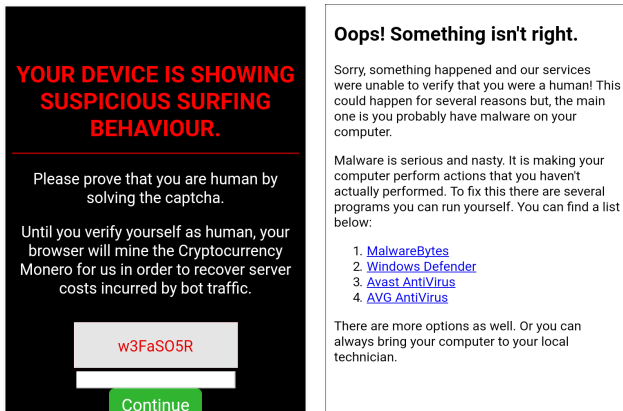 YOUR DEVICE IS SHOWING
SUSPICIOUS SURFING
BEHAVIOUR.
Please prove that you are human by
solving the captcha.
Until you verify yourself as human, your
browser will mine the Cryptocurrency
Monero for us in order to recover server
costs incurred by bot traffic.
w3FaSO5R
Continue
Oops! Something isn't right.
Sorry, something happened and our services
were unable to verify that you were a human! This
could happen for several reasons but, the main
one is you probably have malware on your
computer.
Malware is serious and nasty. It is making your
computer perform actions that you haven't
actually performed. To fix this there are several
programs you can run yourself. You can find a list
below:
1. MalwareBytes
2. Windows Defender
3. Avast AntiVirus
4. AVG AntiVirus
There are more options as well. Or you can
always bring your computer to your local
technician.